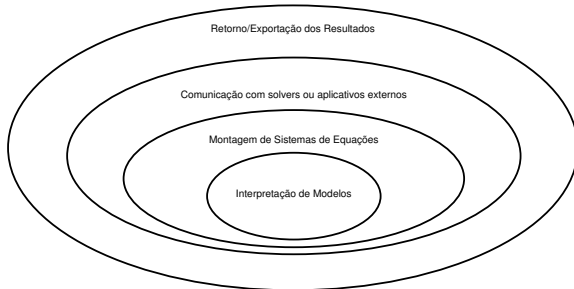 Retorno/Exportação dos Resultados
Comunicação com solvers ou aplicativos externos
Montagem de Sistemas de Equações
Interpretação de Modelos